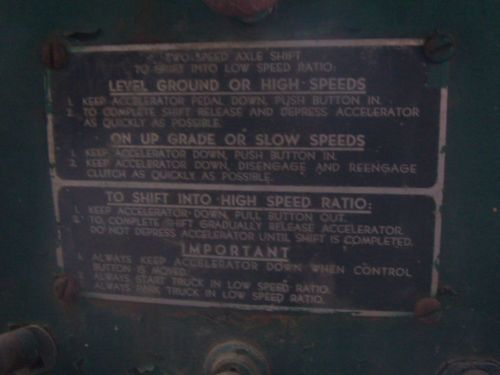 TWO-SPEED AXLE SHIFT
TO SHIFT INTO LOW SPEED RATIO:
LEVEL GROUND OR HIGH SPEEDS
1. KEEP ACCELERATOR PEDAL DOWN, PUSH BUTTON IN.
2. TO COMPLETE SHIFT RELEASE AND DEPRESS ACCELERATOR
AS QUICKLY AS POSSIBLE.
ON UP GRADE OR SLOW SPEEDS
1. KEEP ACCELERATOR DOWN, PUSH BUTTON IN.
2. KEEP ACCELERATOR DOWN, DISENGAGE AND REENGAGE
CLUTCH AS QUICKLY AS POSSIBLE.
TO SHIFT INTO HIGH SPEED RATIO:
1. KEEP ACCELERATOR DOWN, PULL BUTTON OUT.
2. TO COMPLETE SHIFT GRADUALLY RELEASE ACCELERATOR.
DO NOT DEPRESS ACCELERATOR UNTIL SHIFT IS COMPLETED.
IMPORTANT
1. ALWAYS KEEP ACCELERATOR DOWN WHEN CONTROL
BUTTON IS MOVED.
2. ALWAYS START TRUCK IN LOW SPEED RATIO.
ALWAYS PARK TRUCK IN LOW SPEED RATIO.